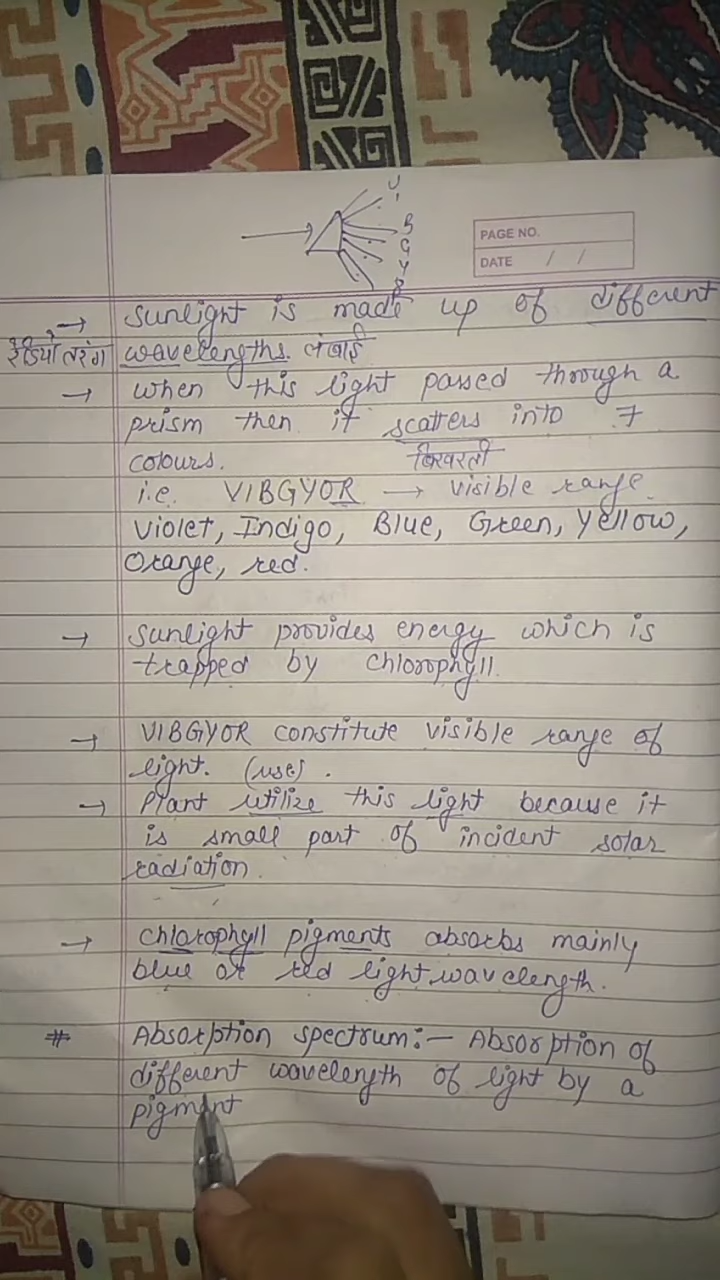 V
I
B
G
Y
PAGE NO.
DATE / /
→ sunlight is made up of different
रेडियो तरंग wavelengths. लंबाई
→ when this light passed through a
prism then it scatters into 7
colours. बिखरती
i.e. VIBGYOR → visible range.
Violet, Indigo, Blue, Green, Yellow,
Orange, red.
→ sunlight provides energy which is
trapped by chlorophyll.
→ VIBGYOR constitute visible range of
light. (use).
→ Plant utilize this light because it
is small part of incident solar
radiation.
→ chlorophyll pigments absorbs mainly
blue or red light wavelength.
# Absorption spectrum:- Absorption of
different wavelength of light by a
pigment